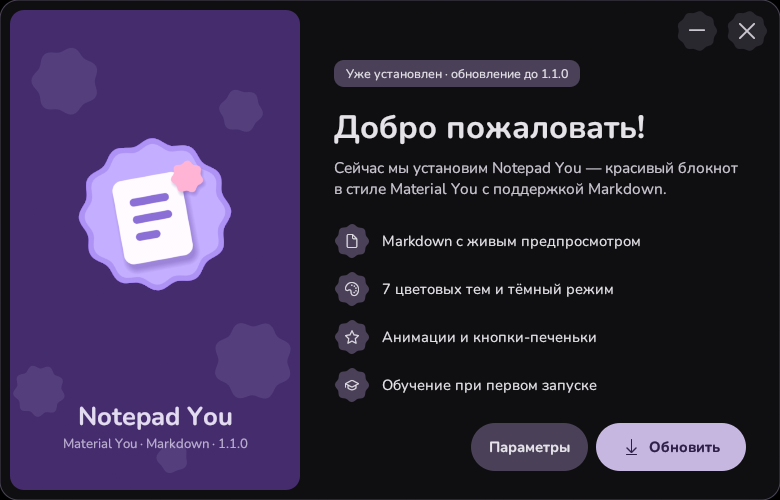 Уже установлен · обновление до 1.1.0
Добро пожаловать!
Сейчас мы установим Notepad You — красивый блокнот
в стиле Material You с поддержкой Markdown.
Markdown с живым предпросмотром
7 цветовых тем и тёмный режим
Анимации и кнопки-печеньки
Обучение при первом запуске
Notepad You
Material You · Markdown · 1.1.0
Параметры
Обновить